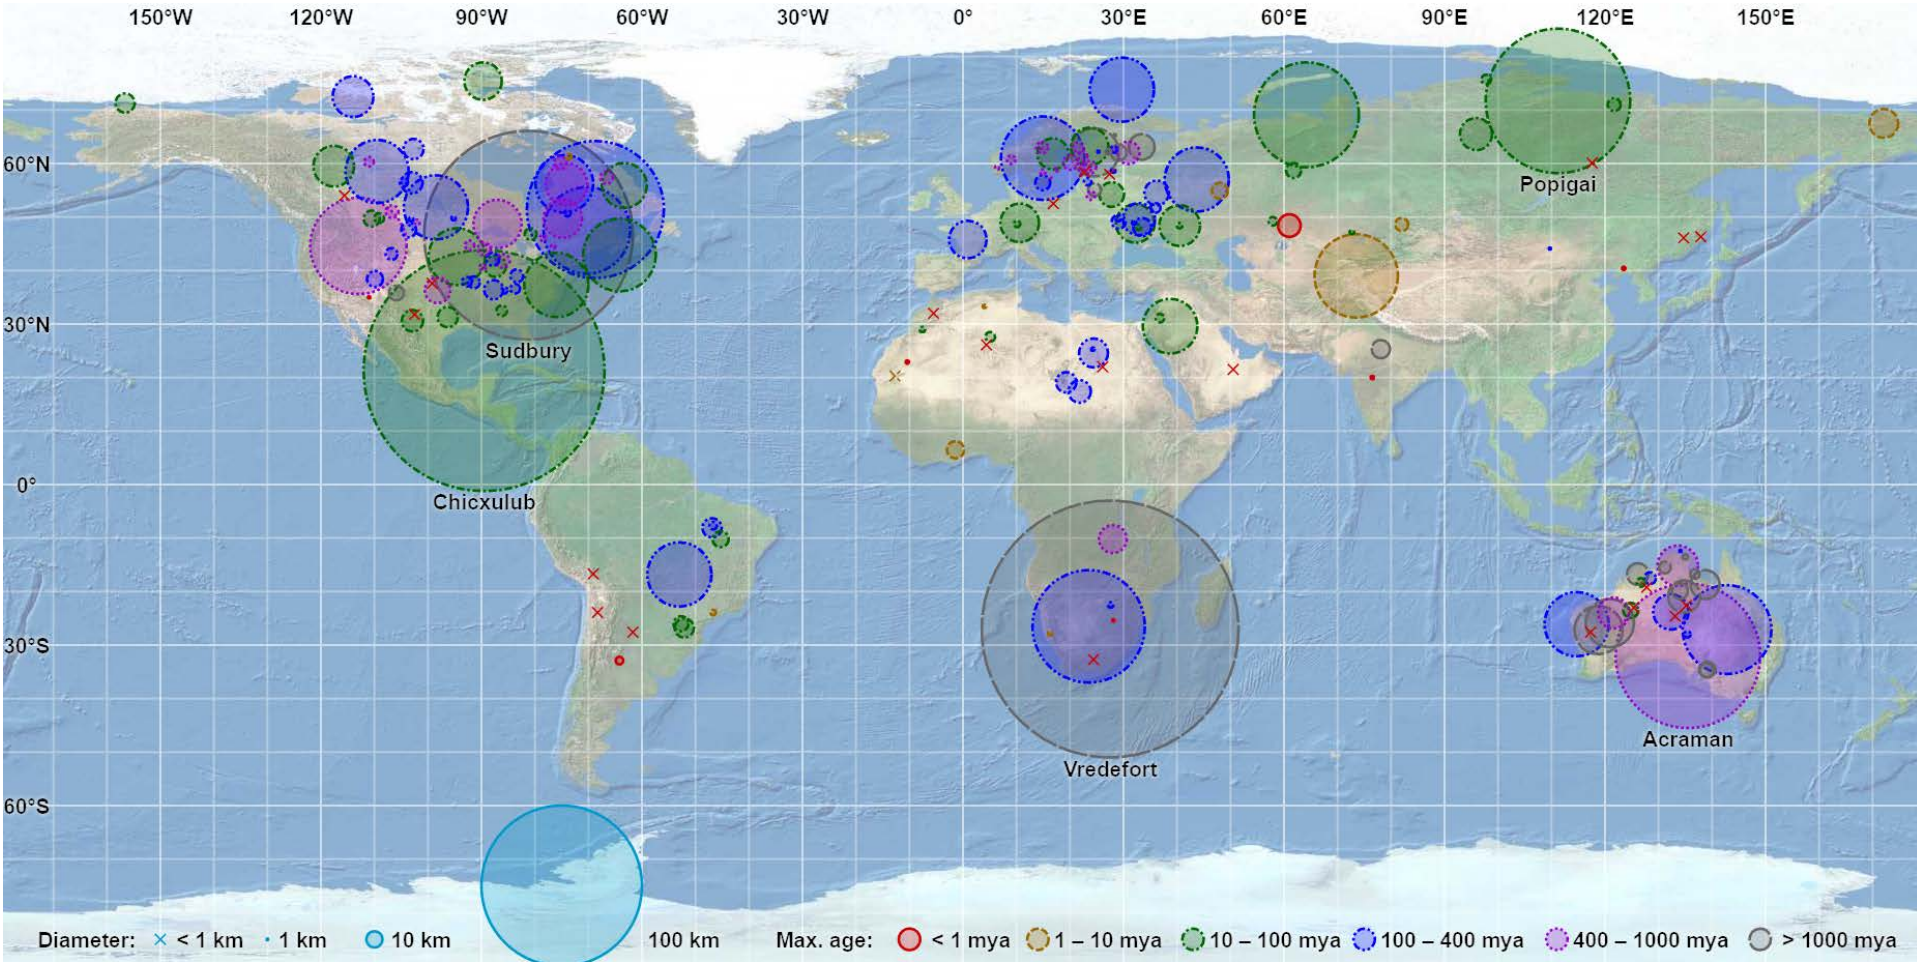 150°W 120°W 90°W 60°W 30°W 0° 30°E 60°E 90°E 120°E 150°E
60°N
Popigai
30°N
Sudbury
0°
Chicxulub
30°S
Acraman
Vredefort
60°S
Diameter: < 1 km 1 km 10 km 100 km Max. age: < 1 mya 1 – 10 mya 10 – 100 mya 100 – 400 mya 400 – 1000 mya > 1000 mya